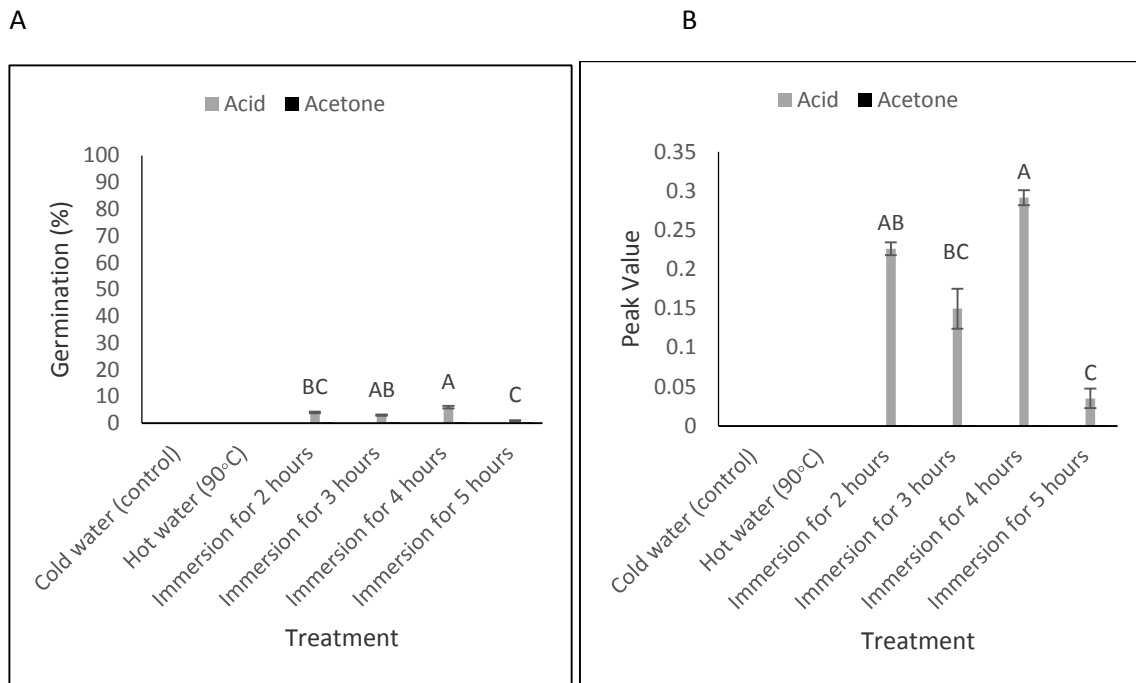 A
B
Acid Acetone
100
90
80
70
60
50
40
30
20
10
0
Germination (%)
BC
AB
A
C
Cold water (control)
Hot water (90°C)
Immersion for 2 hours
Immersion for 3 hours
Immersion for 4 hours
Immersion for 5 hours
Treatment
Acid Acetone
0.35
0.3
0.25
0.2
0.15
0.1
0.05
0
Peak Value
AB
BC
A
C
Cold water (control)
Hot water (90°C)
Immersion for 2 hours
Immersion for 3 hours
Immersion for 4 hours
Immersion for 5 hours
Treatment